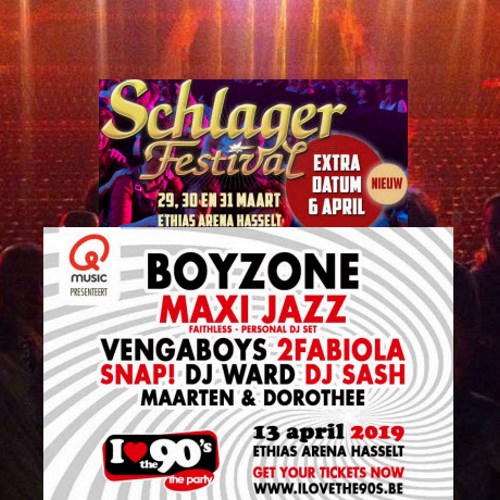 Schlager
Festival
29, 30 EN 31 MAART
ETHIAS ARENA HASSELT
EXTRA
DATUM
6 APRIL
NIEUW
Q
MUSIC
PRESENTEERT
BOYZONE
MAXI JAZZ
FAITHLESS - PERSONAL DJ SET
VENGABOYS 2FABIOLA
SNAP! DJ WARD DJ SASH
MAARTEN & DOROTHEE
I the 90's
the party
13 april 2019
ETHIAS ARENA HASSELT
GET YOUR TICKETS NOW
WWW.ILOVETHE90S.BE